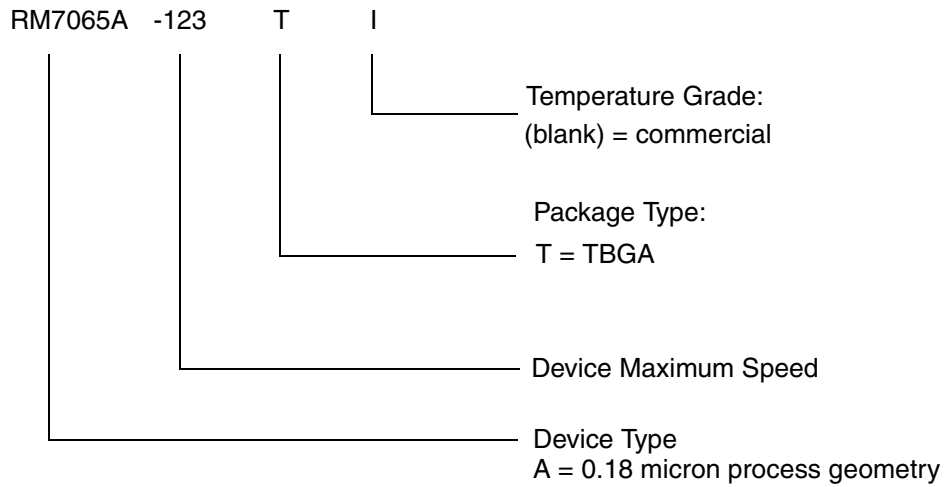 RM7065A -123 T I
Temperature Grade:
(blank) = commercial
Package Type:
T = TBGA
Device Maximum Speed
Device Type
A = 0.18 micron process geometry